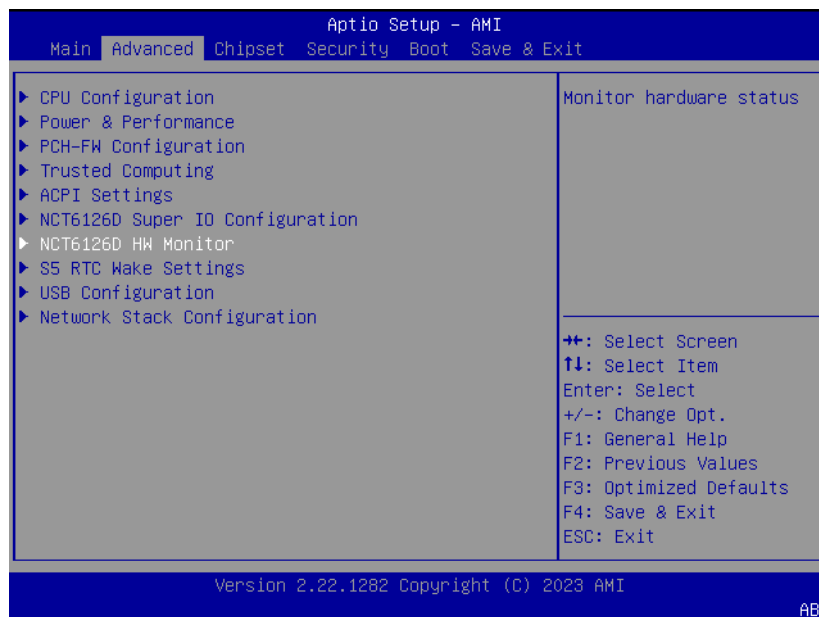 Aptio Setup – AMI
Main Advanced Chipset Security Boot Save & Exit
▶ CPU Configuration
▶ Power & Performance
▶ PCH-FW Configuration
▶ Trusted Computing
▶ ACPI Settings
▶ NCT6126D Super IO Configuration
▶ NCT6126D HW Monitor
▶ S5 RTC Wake Settings
▶ USB Configuration
▶ Network Stack Configuration
Monitor hardware status
→←: Select Screen
↑↓: Select Item
Enter: Select
+/-: Change Opt.
F1: General Help
F2: Previous Values
F3: Optimized Defaults
F4: Save & Exit
ESC: Exit
Version 2.22.1282 Copyright (C) 2023 AMI
AB